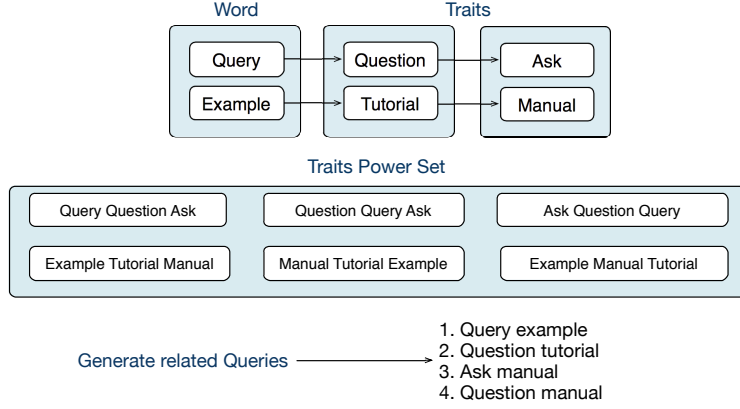 Word Traits
Query Question Ask
Example Tutorial Manual
Traits Power Set
Query Question Ask Question Query Ask Ask Question Query
Example Tutorial Manual Manual Tutorial Example Example Manual Tutorial
Generate related Queries
1. Query example
2. Question tutorial
3. Ask manual
4. Question manual